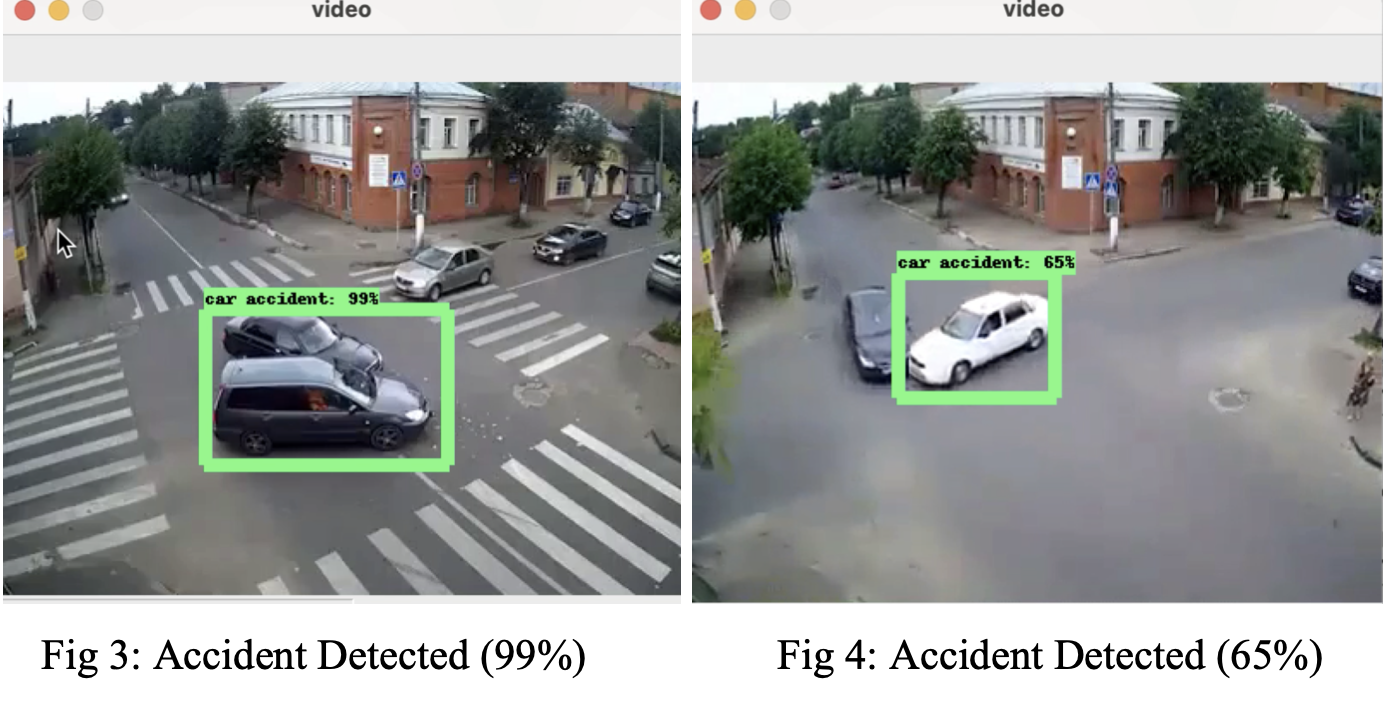 video
video
car accident: 99%
car accident: 65%
Fig 3: Accident Detected (99%)
Fig 4: Accident Detected (65%)